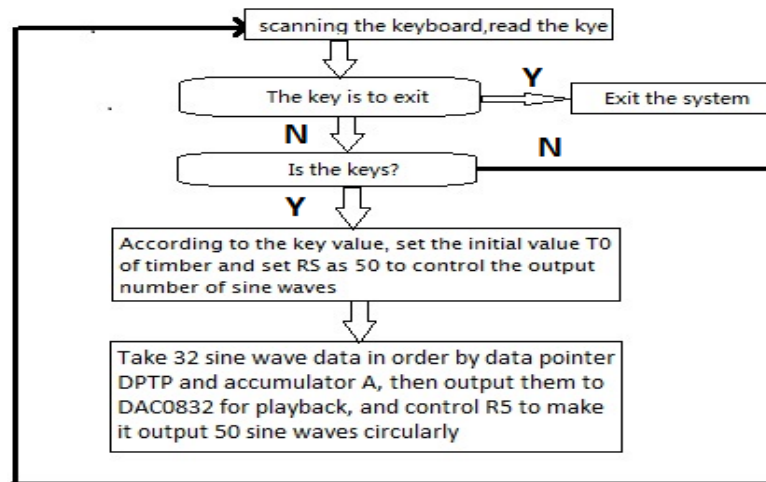 scanning the keyboard,read the kye
The key is to exit
Y
Exit the system
N
Is the keys?
N
Y
According to the key value, set the initial value T0
of timber and set R5 as 50 to control the output
number of sine waves
Take 32 sine wave data in order by data pointer
DPTP and accumulator A, then output them to
DAC0832 for playback, and control R5 to make
it output 50 sine waves circularly